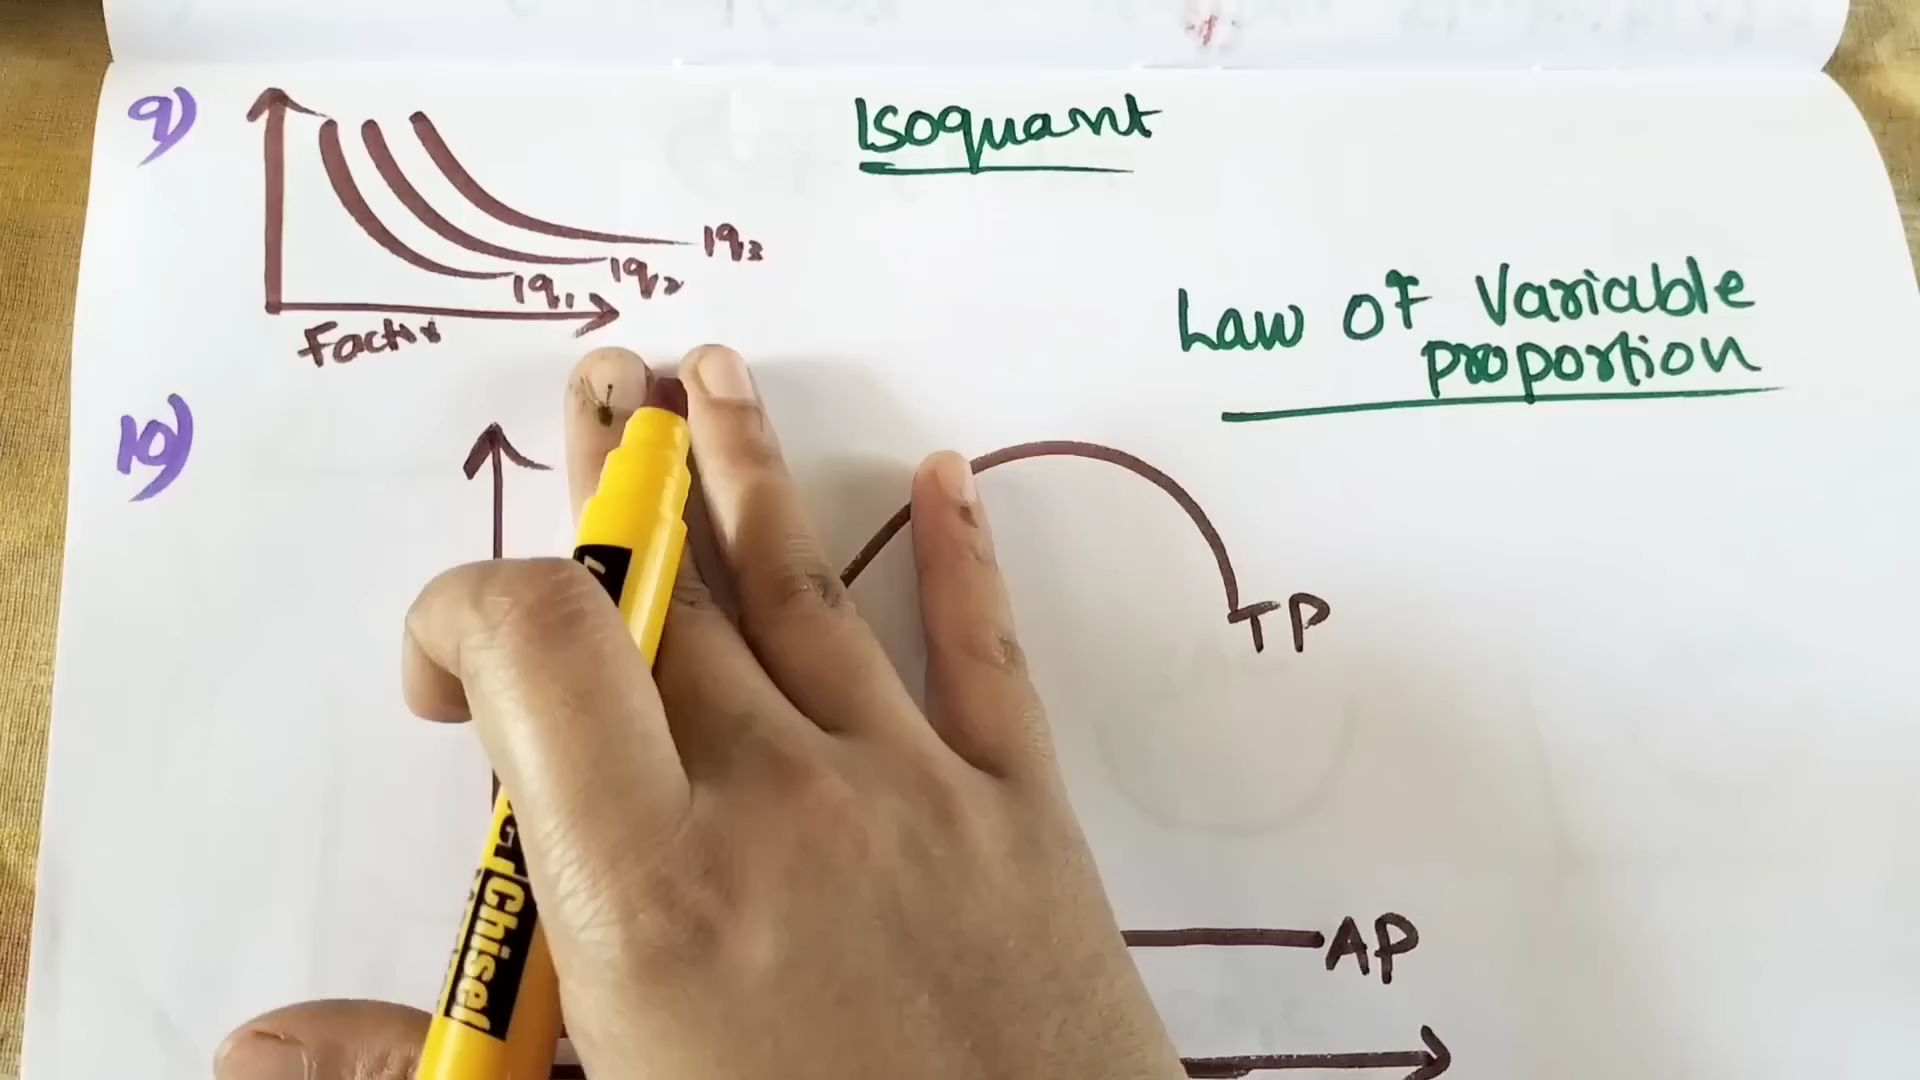 9)
Isoquant
Iq3
Iq2
Iq1
Factor
Law of Variable
proportion
10)
TP
AP
Chisel